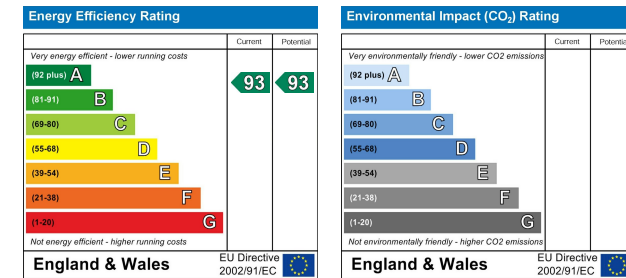 Energy Efficiency Rating
Current Potential
Very energy efficient - lower running costs
(92 plus) A
93 93
(81-91) B
(69-80) C
(55-68) D
(39-54) E
(21-38) F
(1-20) G
Not energy efficient - higher running costs
England & Wales
EU Directive
2002/91/EC
Environmental Impact (CO₂) Rating
Current Potential
Very environmentally friendly - lower CO2 emissions
(92 plus) A
(81-91) B
(69-80) C
(55-68) D
(39-54) E
(21-38) F
(1-20) G
Not environmentally friendly - higher CO2 emissions
England & Wales
EU Directive
2002/91/EC